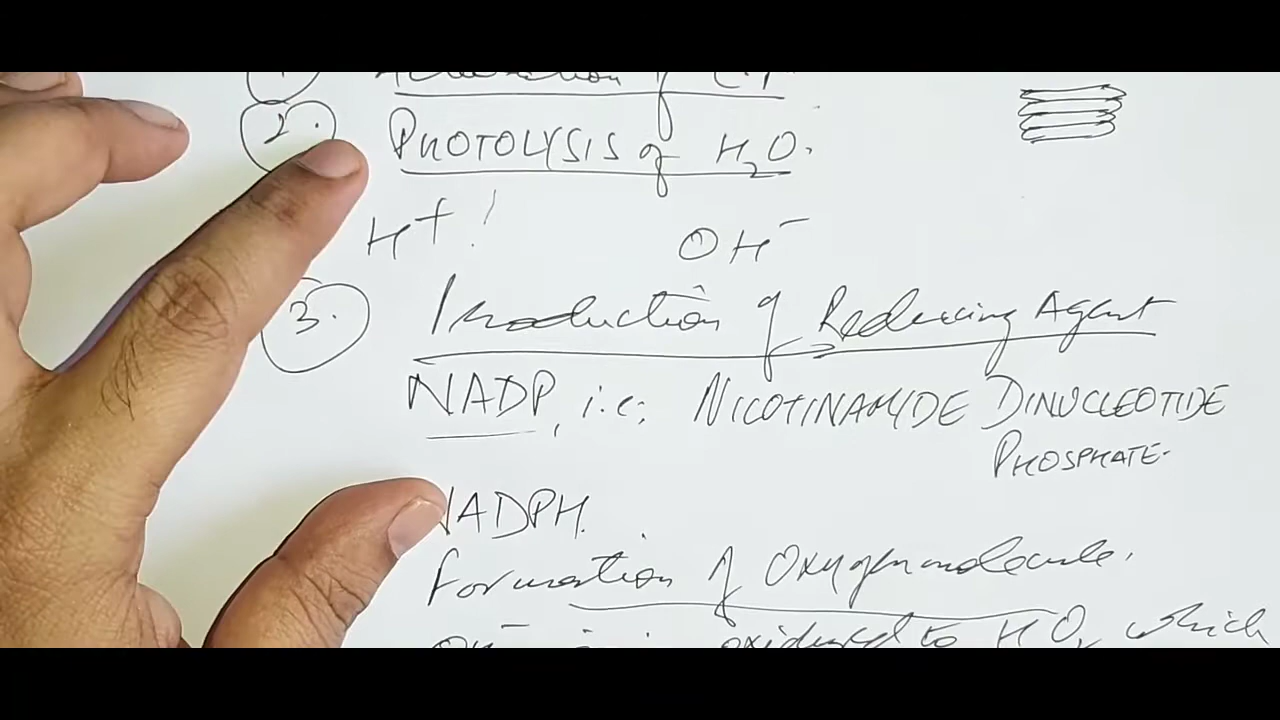 1.
2. PHOTOLYSIS of H₂O.
H⁺ ! OH⁻
3. Production of Reducing Agent
NADP, i.e; NICOTINAMIDE DINUCLEOTIDE
PHOSPHATE.
NADPH.
Formation of Oxygen molecule.
oxidised to H₂O, which